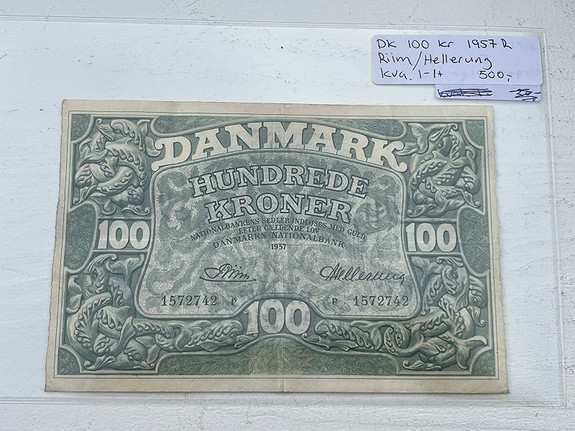 DK 100 kr 1957 R
Riim/Hellerung
kva. 1-1+ 500,-
DANMARK
HUNDREDE
KRONER
NATIONALBANKENS SEDLER INDLØSES MED GULD
EFTER GÆLDENDE LOV
DANMARKS NATIONALBANK
1957
100 100
Riim Hellerung
1572742 R R 1572742
100